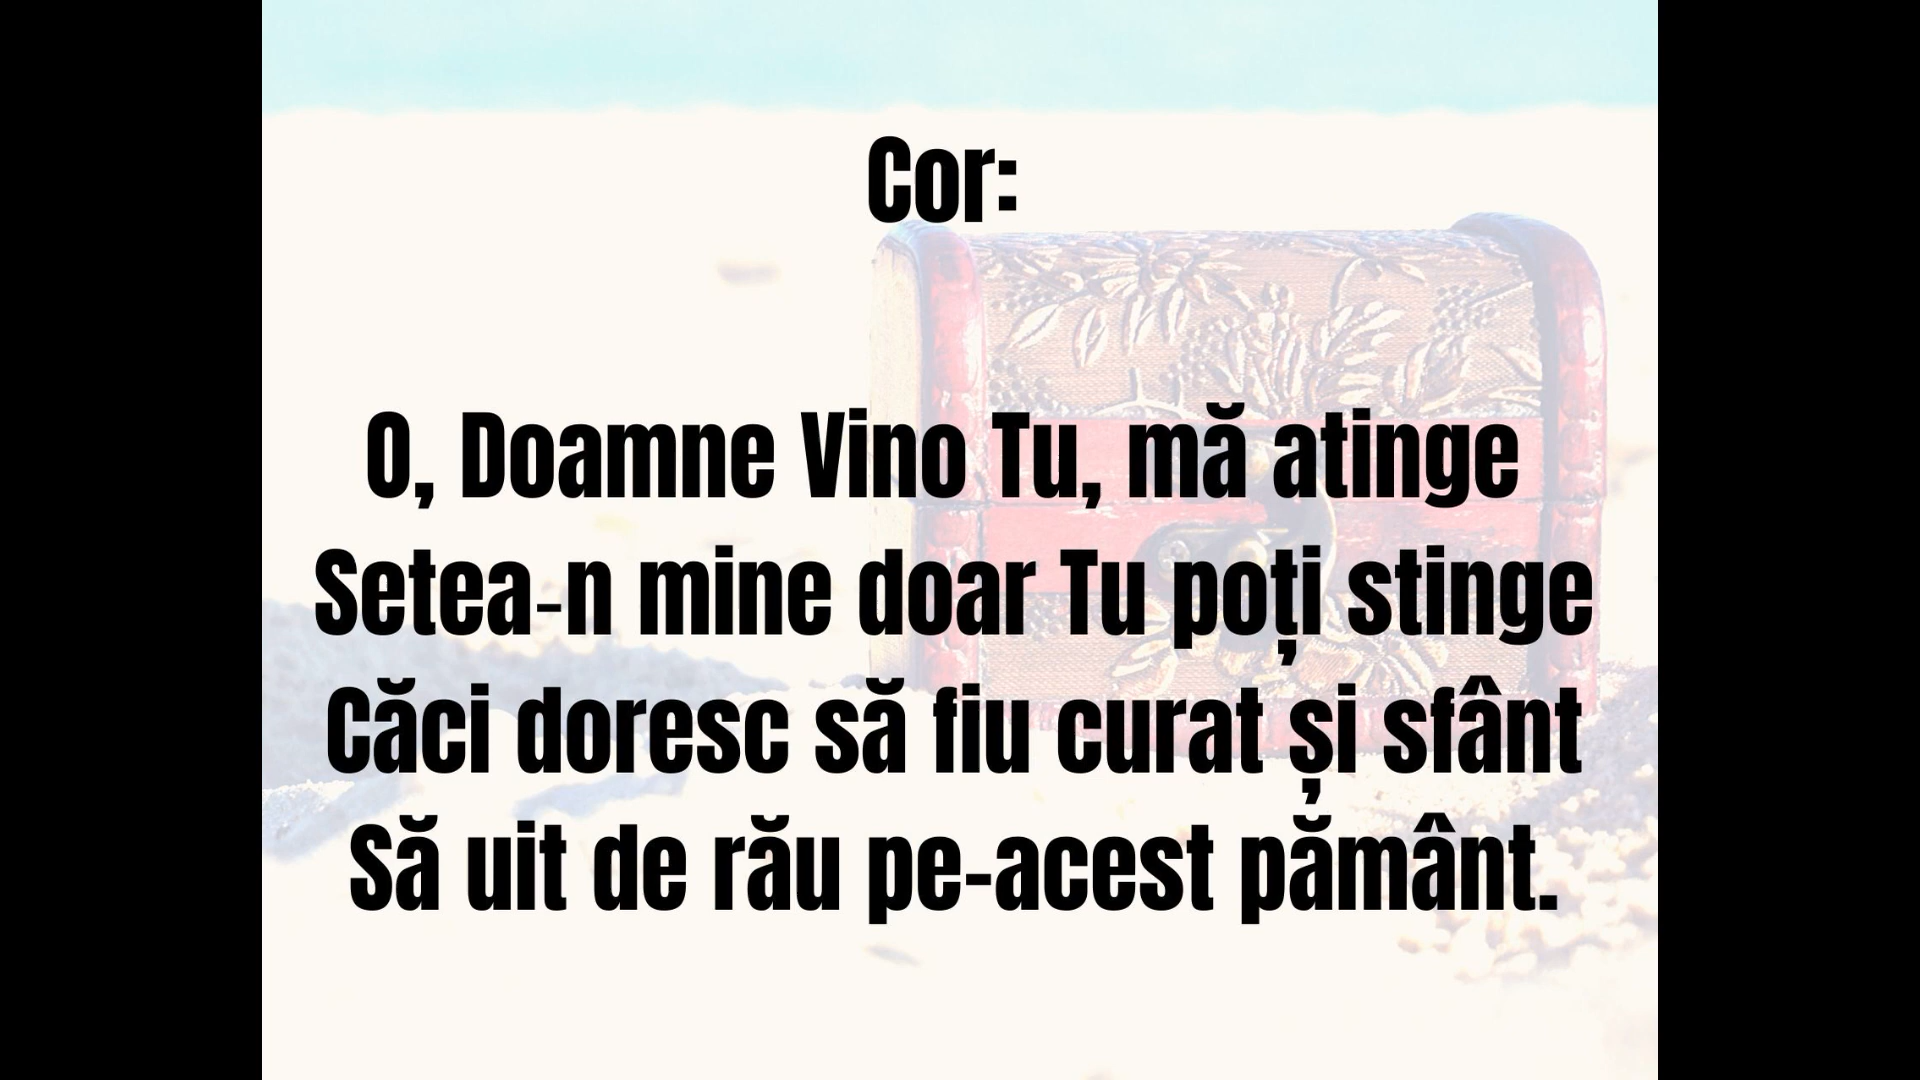 Cor:
O, Doamne Vino Tu, mă atinge
Setea-n mine doar Tu poți stinge
Căci doresc să fiu curat și sfânt
Să uit de rău pe-acest pământ.